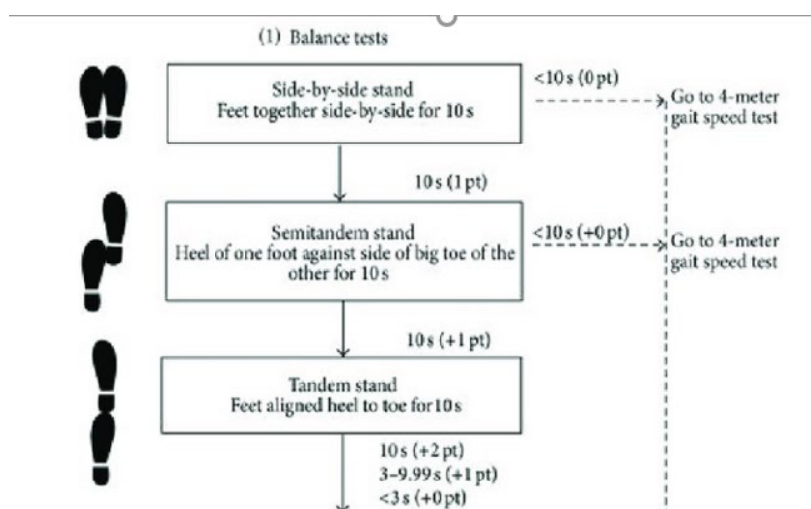 (1) Balance tests
Side-by-side stand
Feet together side-by-side for 10 s
<10 s (0 pt)
Go to 4-meter
gait speed test
10 s (1 pt)
Semitandem stand
Heel of one foot against side of big toe of the
other for 10 s
<10 s (+0 pt)
Go to 4-meter
gait speed test
10 s (+1 pt)
Tandem stand
Feet aligned heel to toe for 10 s
10 s (+2 pt)
3–9.99 s (+1 pt)
<3 s (+0 pt)